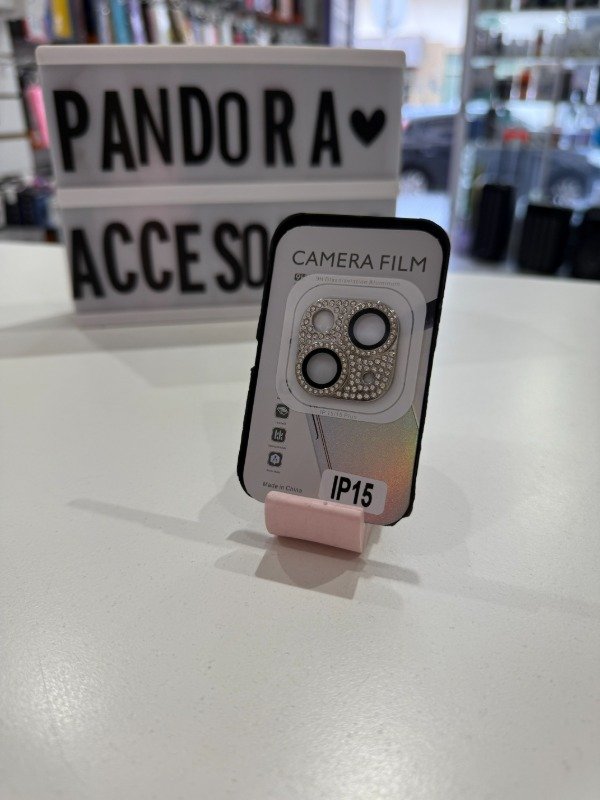 PANDORA♥
ACCESO
CAMERA FILM
IP15
Made in China